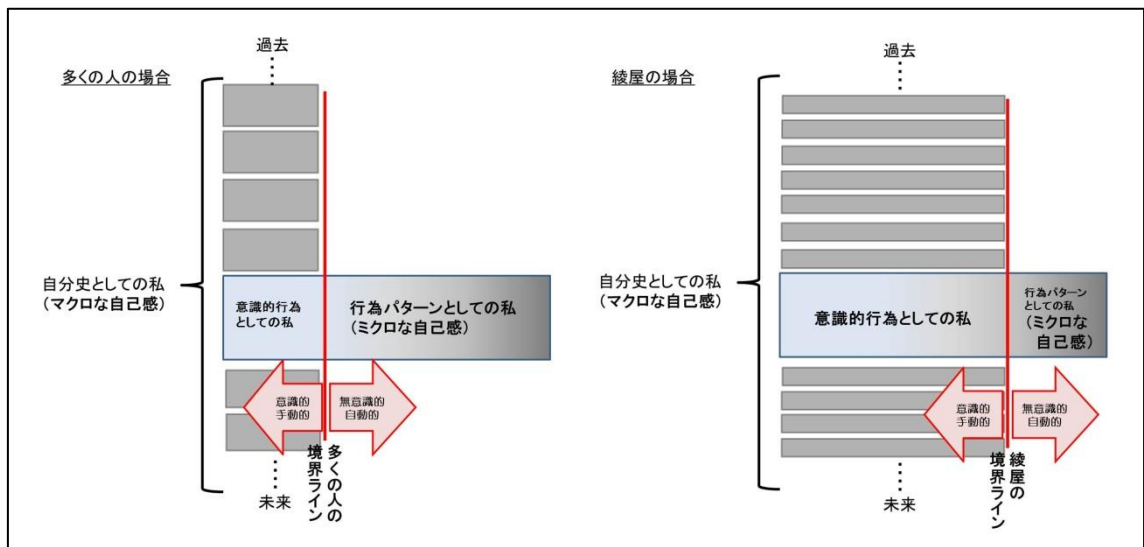 多くの人の場合
過去
自分史としての私
（マクロな自己感）
意識的行為
としての私
行為パターンとしての私
（ミクロな自己感）
意識的
手動的
無意識的
自動的
多くの人の
境界ライン
未来
綾屋の場合
過去
自分史としての私
（マクロな自己感）
意識的行為としての私
行為パターン
としての私
（ミクロな
自己感）
意識的
手動的
無意識的
自動的
綾屋の
境界ライン
未来